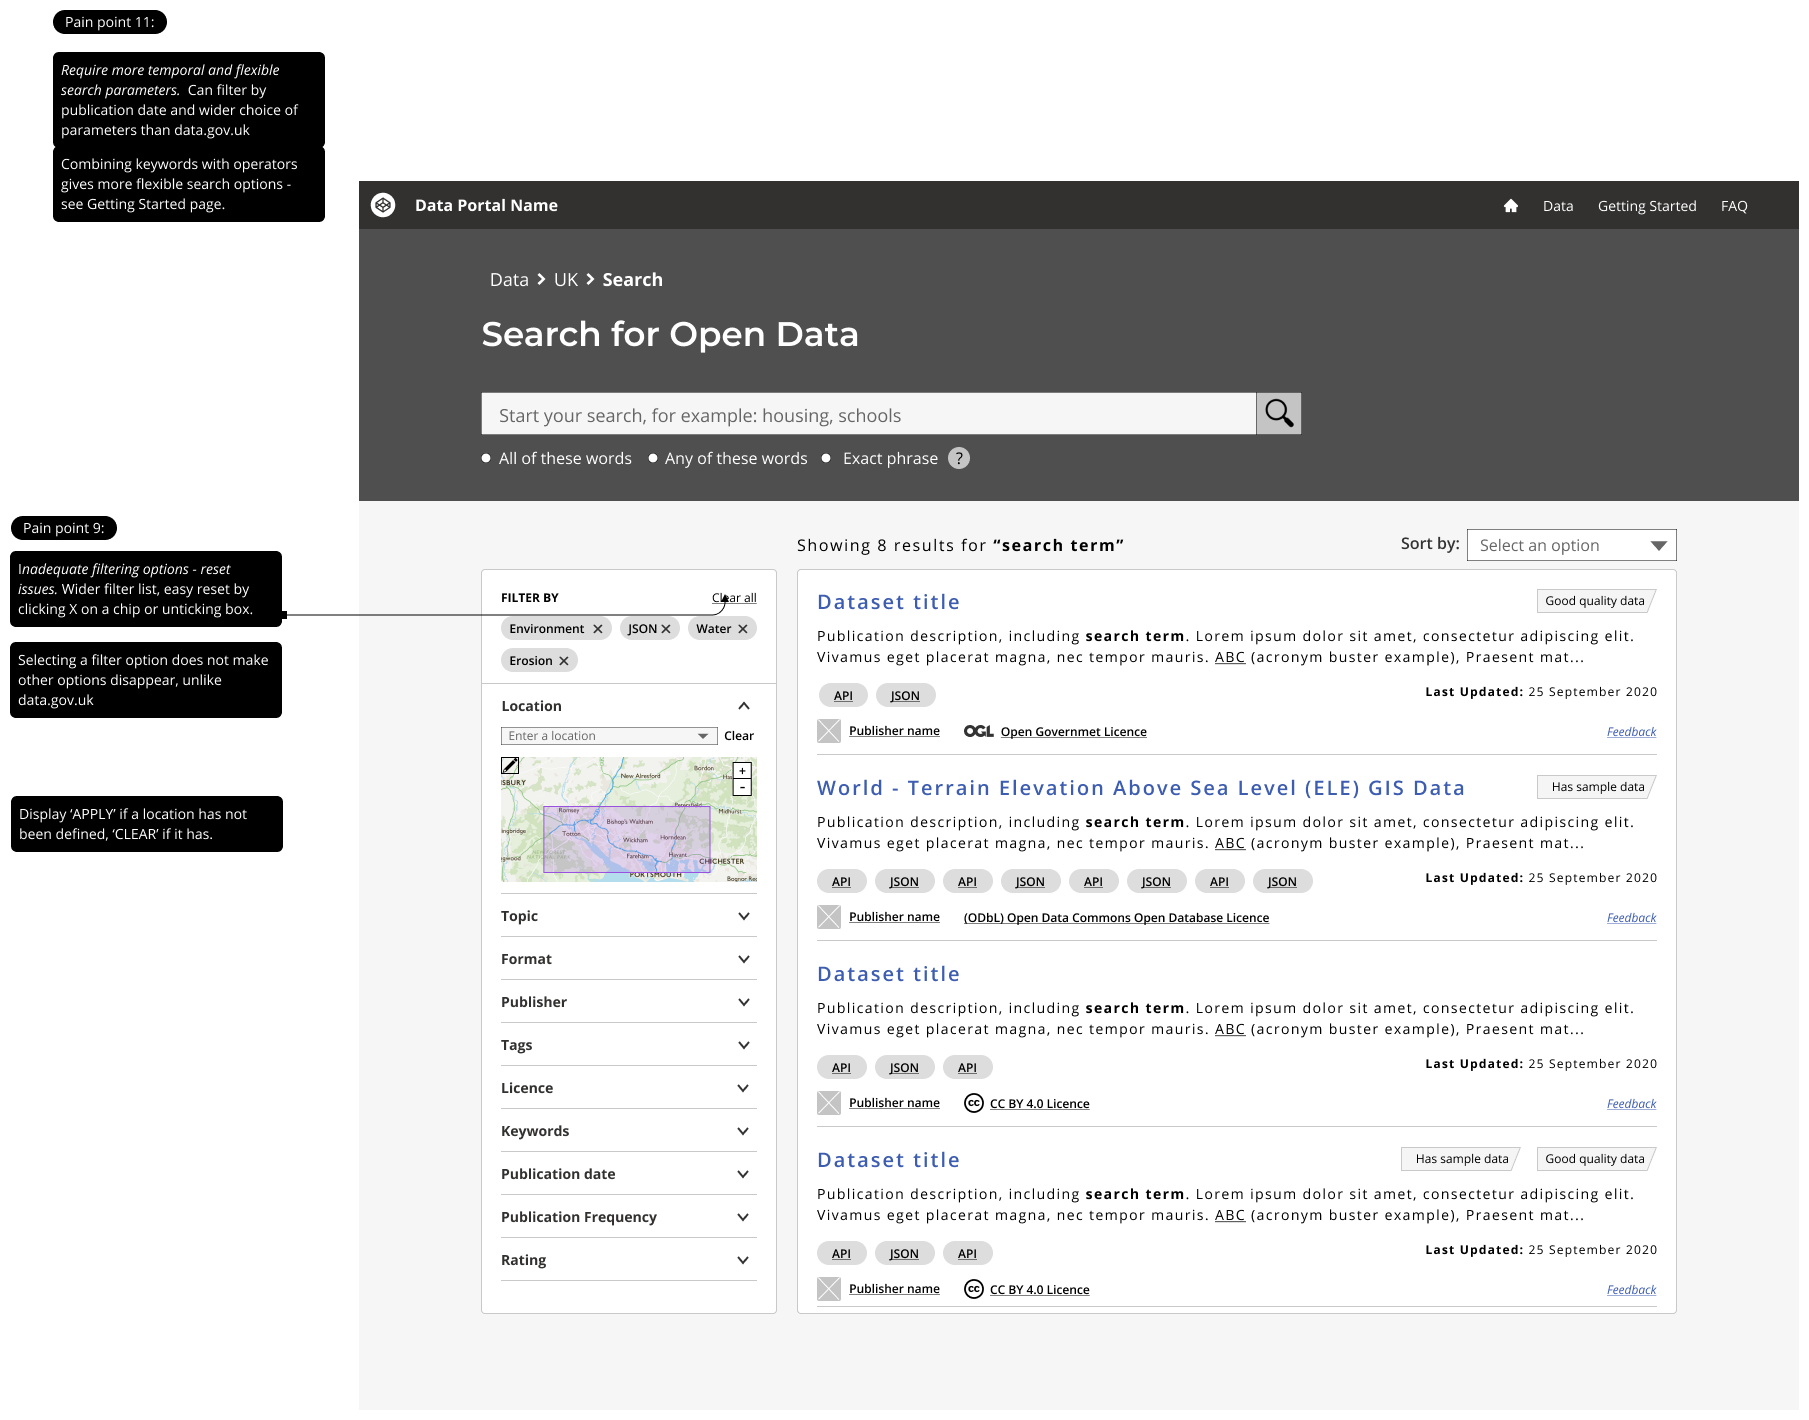 Pain point 11:
Require more temporal and flexible
search parameters. Can filter by
publication date and wider choice of
parameters than data.gov.uk
Combining keywords with operators
gives more flexible search options -
see Getting Started page.
Data Portal Name
Data
Getting Started
FAQ
Data
UK
Search
Search for Open Data
Start your search, for example: housing, schools
All of these words
Any of these words
Exact phrase
?
Pain point 9:
Inadequate filtering options - reset
issues. Wider filter list, easy reset by
clicking X on a chip or unticking box.
Selecting a filter option does not make
other options disappear, unlike
data.gov.uk
Display ‘APPLY’ if a location has not
been defined, ‘CLEAR’ if it has.
Showing 8 results for “search term”
Sort by:
Select an option
FILTER BY
Clear all
Environment
JSON
Water
Erosion
Location
Enter a location
Clear
New Alresford
Bordon
+
-
SBURY
Romsey
Petersfield
Midhurst
ingbridge
Bishop's Waltham
Totton
Wickham
Horndean
Fareham
Havant
CHICHESTER
PORTSMOUTH
Topic
Format
Publisher
Tags
Licence
Keywords
Publication date
Publication Frequency
Rating
Dataset title
Good quality data
Publication description, including search term. Lorem ipsum dolor sit amet, consectetur adipiscing elit.
Vivamus eget placerat magna, nec tempor mauris. ABC (acronym buster example), Praesent mat...
API JSON
Last Updated: 25 September 2020
Publisher name
OGL Open Governmet Licence
Feedback
World - Terrain Elevation Above Sea Level (ELE) GIS Data
Has sample data
Publication description, including search term. Lorem ipsum dolor sit amet, consectetur adipiscing elit.
Vivamus eget placerat magna, nec tempor mauris. ABC (acronym buster example), Praesent mat...
API JSON API JSON API JSON API JSON
Last Updated: 25 September 2020
Publisher name
(ODbL) Open Data Commons Open Database Licence
Feedback
Dataset title
Publication description, including search term. Lorem ipsum dolor sit amet, consectetur adipiscing elit.
Vivamus eget placerat magna, nec tempor mauris. ABC (acronym buster example), Praesent mat...
API JSON API
Last Updated: 25 September 2020
Publisher name
cc CC BY 4.0 Licence
Feedback
Dataset title
Has sample data
Good quality data
Publication description, including search term. Lorem ipsum dolor sit amet, consectetur adipiscing elit.
Vivamus eget placerat magna, nec tempor mauris. ABC (acronym buster example), Praesent mat...
API JSON API
Last Updated: 25 September 2020
Publisher name
cc CC BY 4.0 Licence
Feedback